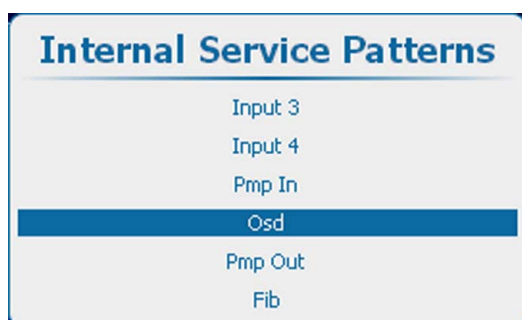 Internal Service Patterns
Input 3
Input 4
Pmp In
Osd
Pmp Out
Fib